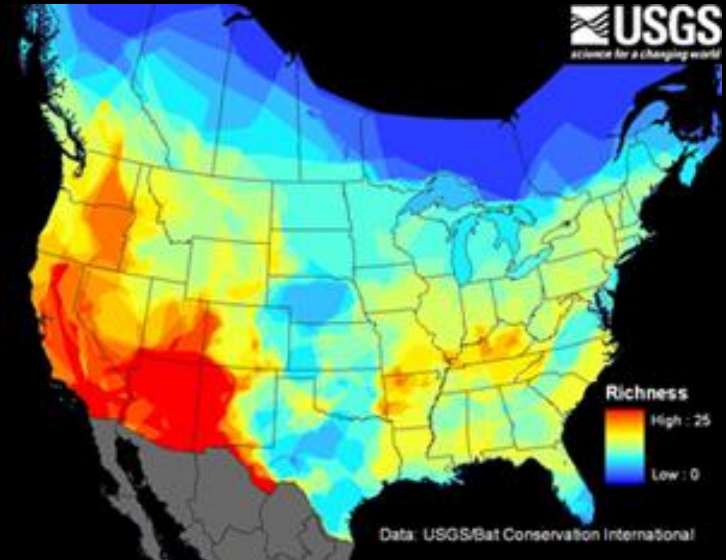 USGS
science for a changing world
Richness
High : 25
Low : 0
Data: USGS/Bat Conservation International